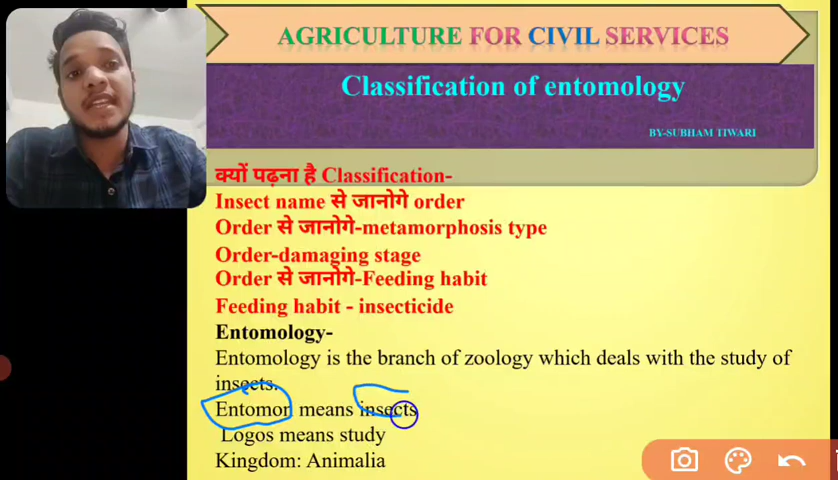 AGRICULTURE FOR CIVIL SERVICES
Classification of entomology
BY-SUBHAM TIWARI
क्यों पढ़ना है Classification-
Insect name से जानोगे order
Order से जानोगे-metamorphosis type
Order-damaging stage
Order से जानोगे-Feeding habit
Feeding habit - insecticide
Entomology-
Entomology is the branch of zoology which deals with the study of
insects.
Entomon means insects
Logos means study
Kingdom: Animalia